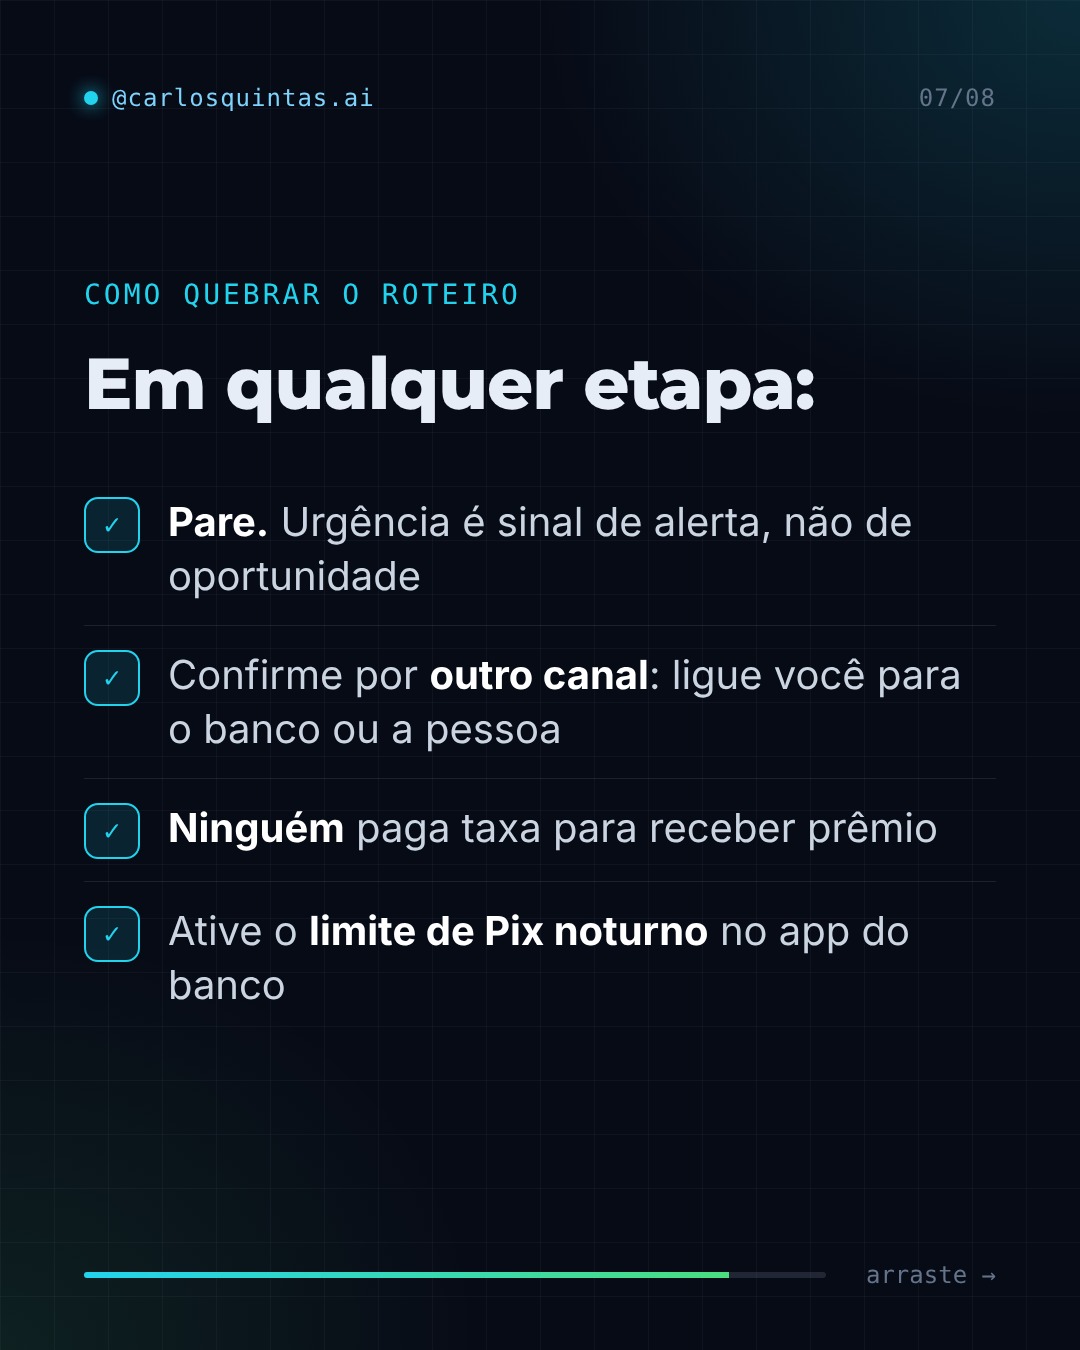 @carlosquintas.ai
07/08
COMO QUEBRAR O ROTEIRO
Em qualquer etapa:
✓ Pare. Urgência é sinal de alerta, não de
oportunidade
✓ Confirme por outro canal: ligue você para
o banco ou a pessoa
✓ Ninguém paga taxa para receber prêmio
✓ Ative o limite de Pix noturno no app do
banco
arraste →